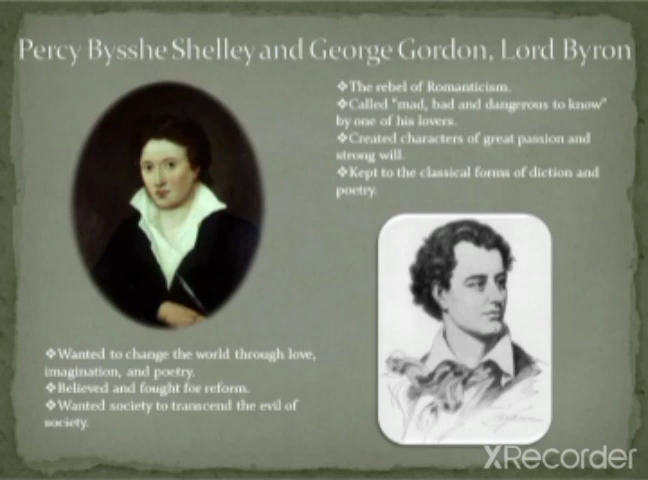 Percy Bysshe Shelley and George Gordon, Lord Byron
❖The rebel of Romanticism.
❖Called "mad, bad and dangerous to know"
by one of his lovers.
❖Created characters of great passion and
strong will.
❖Kept to the classical forms of diction and
poetry.
❖Wanted to change the world through love,
imagination, and poetry.
❖Believed and fought for reform.
❖Wanted society to transcend the evil of
society.
XRecorder